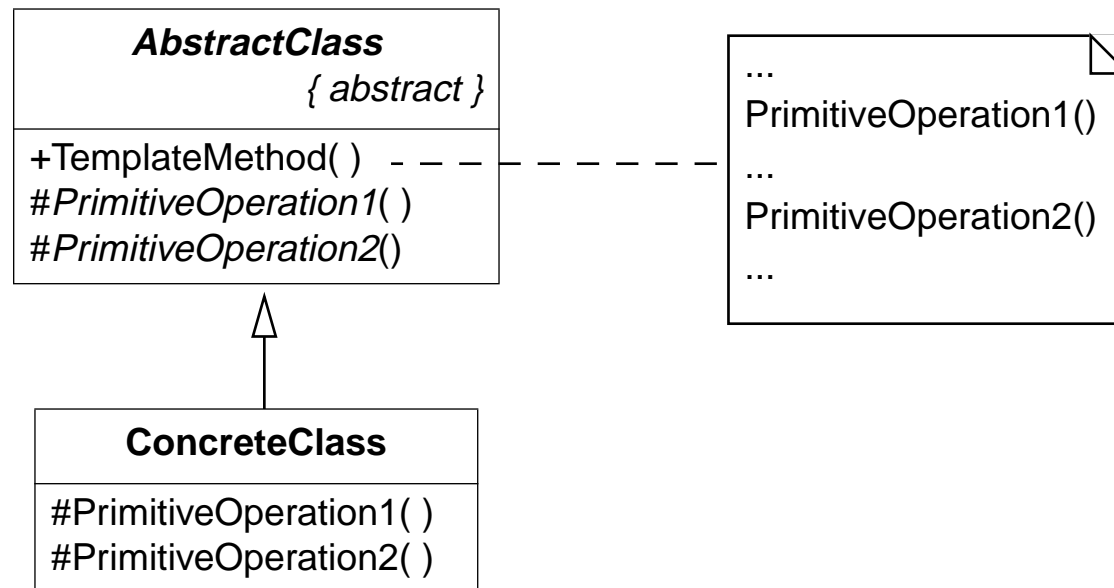 AbstractClass
{ abstract }
+TemplateMethod( )
#PrimitiveOperation1( )
#PrimitiveOperation2()
...
PrimitiveOperation1()
...
PrimitiveOperation2()
...
ConcreteClass
#PrimitiveOperation1( )
#PrimitiveOperation2( )